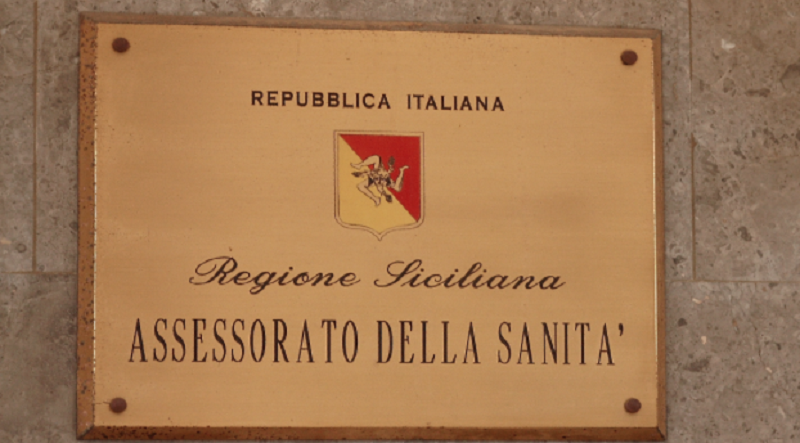 REPUBBLICA ITALIANA
Regione Siciliana
ASSESSORATO DELLA SANITA'